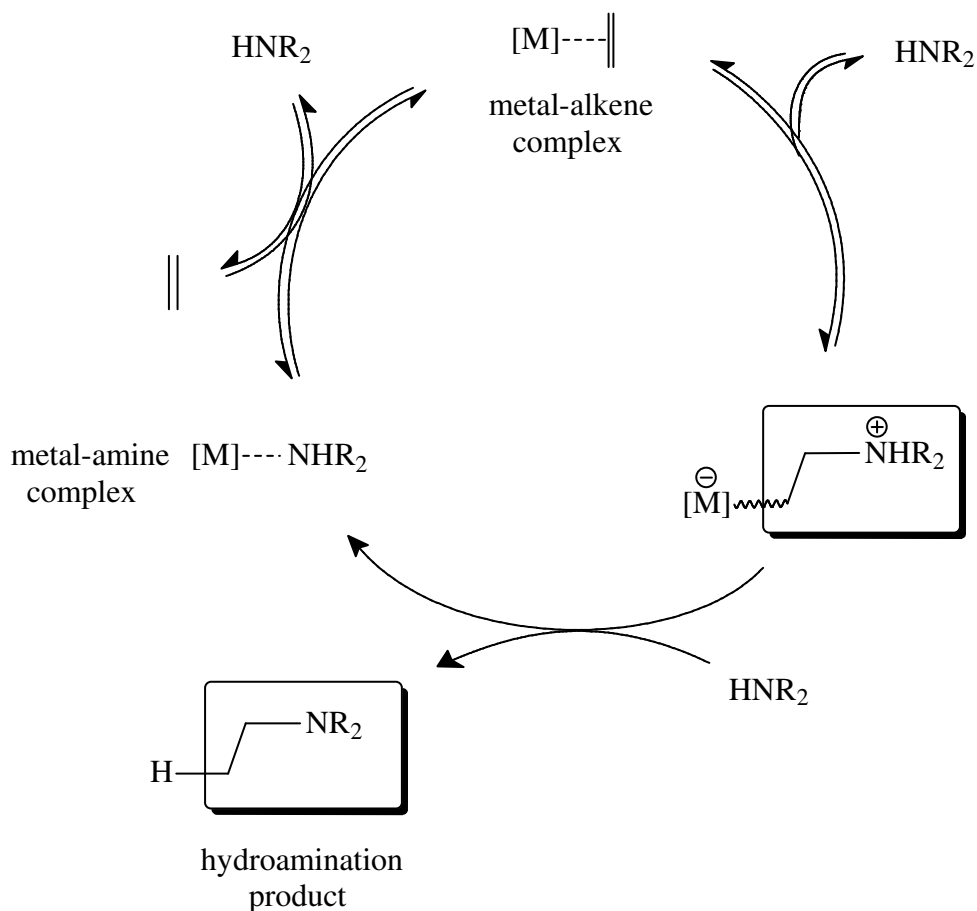 HNR₂
[M]
HNR₂
metal-alkene
complex
metal-amine
complex
[M]
NHR₂
⊕
NHR₂
⊖
[M]
HNR₂
NR₂
H
hydroamination
product